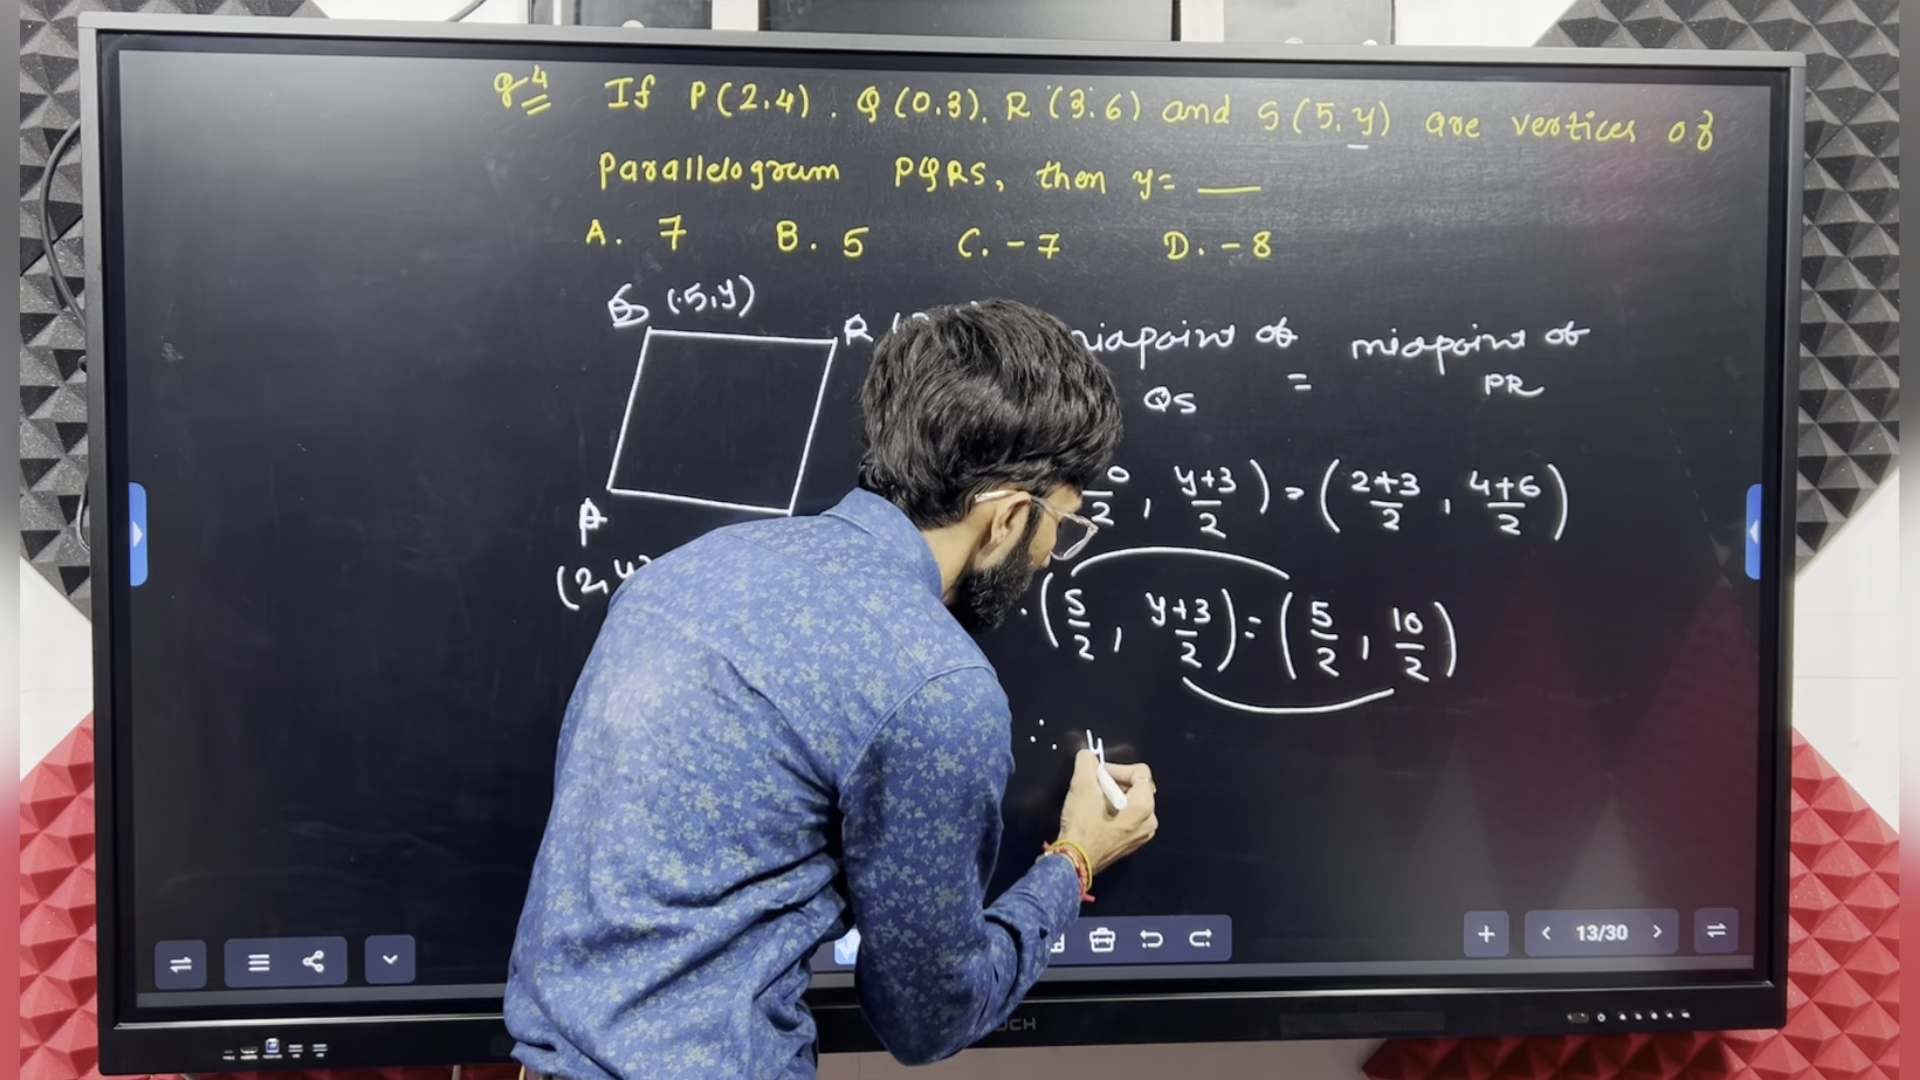 Q4 If P(2,4), Q(0,3), R(3,6) and S(5,y) are vertices of
Parallelogram PQRS, then y= ___
A. 7 B. 5 C. -7 D. -8
S (5,y)
R
midpoint of = midpoint of
QS PR
0/2, (y+3)/2) = ((2+3)/2, (4+6)/2)
(2,4)
(5/2, (y+3)/2) = (5/2, 10/2)
∴ y
13/30